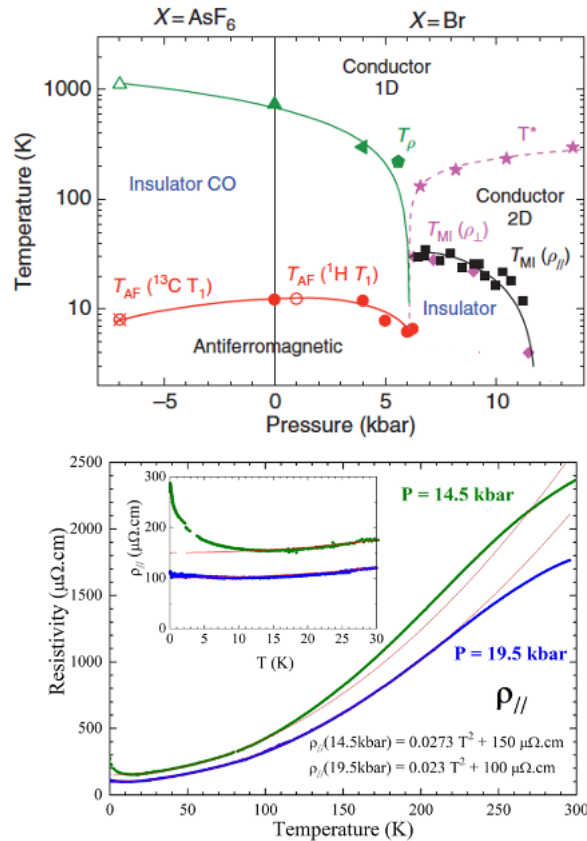 X=AsF₆ X=Br
Conductor
1D
1000
Tρ
T*
Insulator CO
Conductor
2D
100
Temperature (K)
T_MI (ρ⊥)
T_MI (ρ//)
T_AF (¹³C T₁) T_AF (¹H T₁)
Insulator
10
Antiferromagnetic
−5 0 5 10
Pressure (kbar)
2500
P = 14.5 kbar
2000
1500
1000
500
0
Resistivity (μΩ.cm)
300
200
100
0
ρ// (μΩ.cm)
0 5 10 15 20 25 30
T (K)
P = 19.5 kbar
ρ//
ρ//(14.5kbar) = 0.0273 T² + 150 μΩ.cm
ρ//(19.5kbar) = 0.023 T² + 100 μΩ.cm
0 50 100 150 200 250 300
Temperature (K)